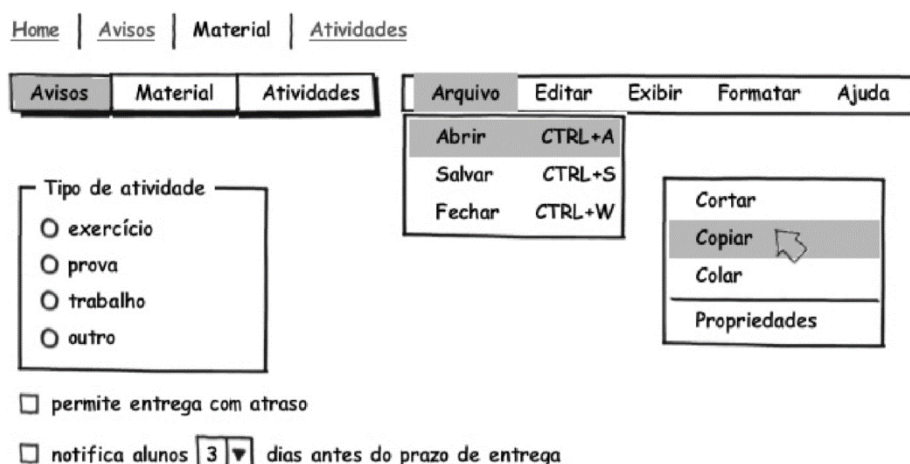 Home | Avisos | Material | Atividades
Avisos Material Atividades
Arquivo Editar Exibir Formatar Ajuda
Abrir CTRL+A
Salvar CTRL+S
Fechar CTRL+W
Tipo de atividade
exercício
prova
trabalho
outro
Cortar
Copiar
Colar
Propriedades
permite entrega com atraso
notifica alunos 3 dias antes do prazo de entrega